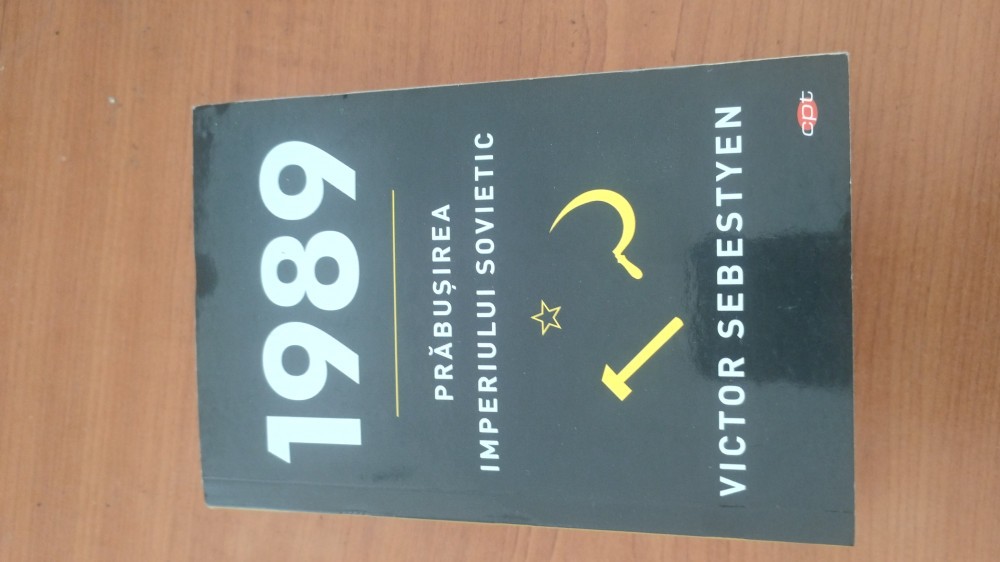 1989
PRĂBUȘIREA
IMPERIULUI SOVIETIC
VICTOR SEBESTYEN
cpt